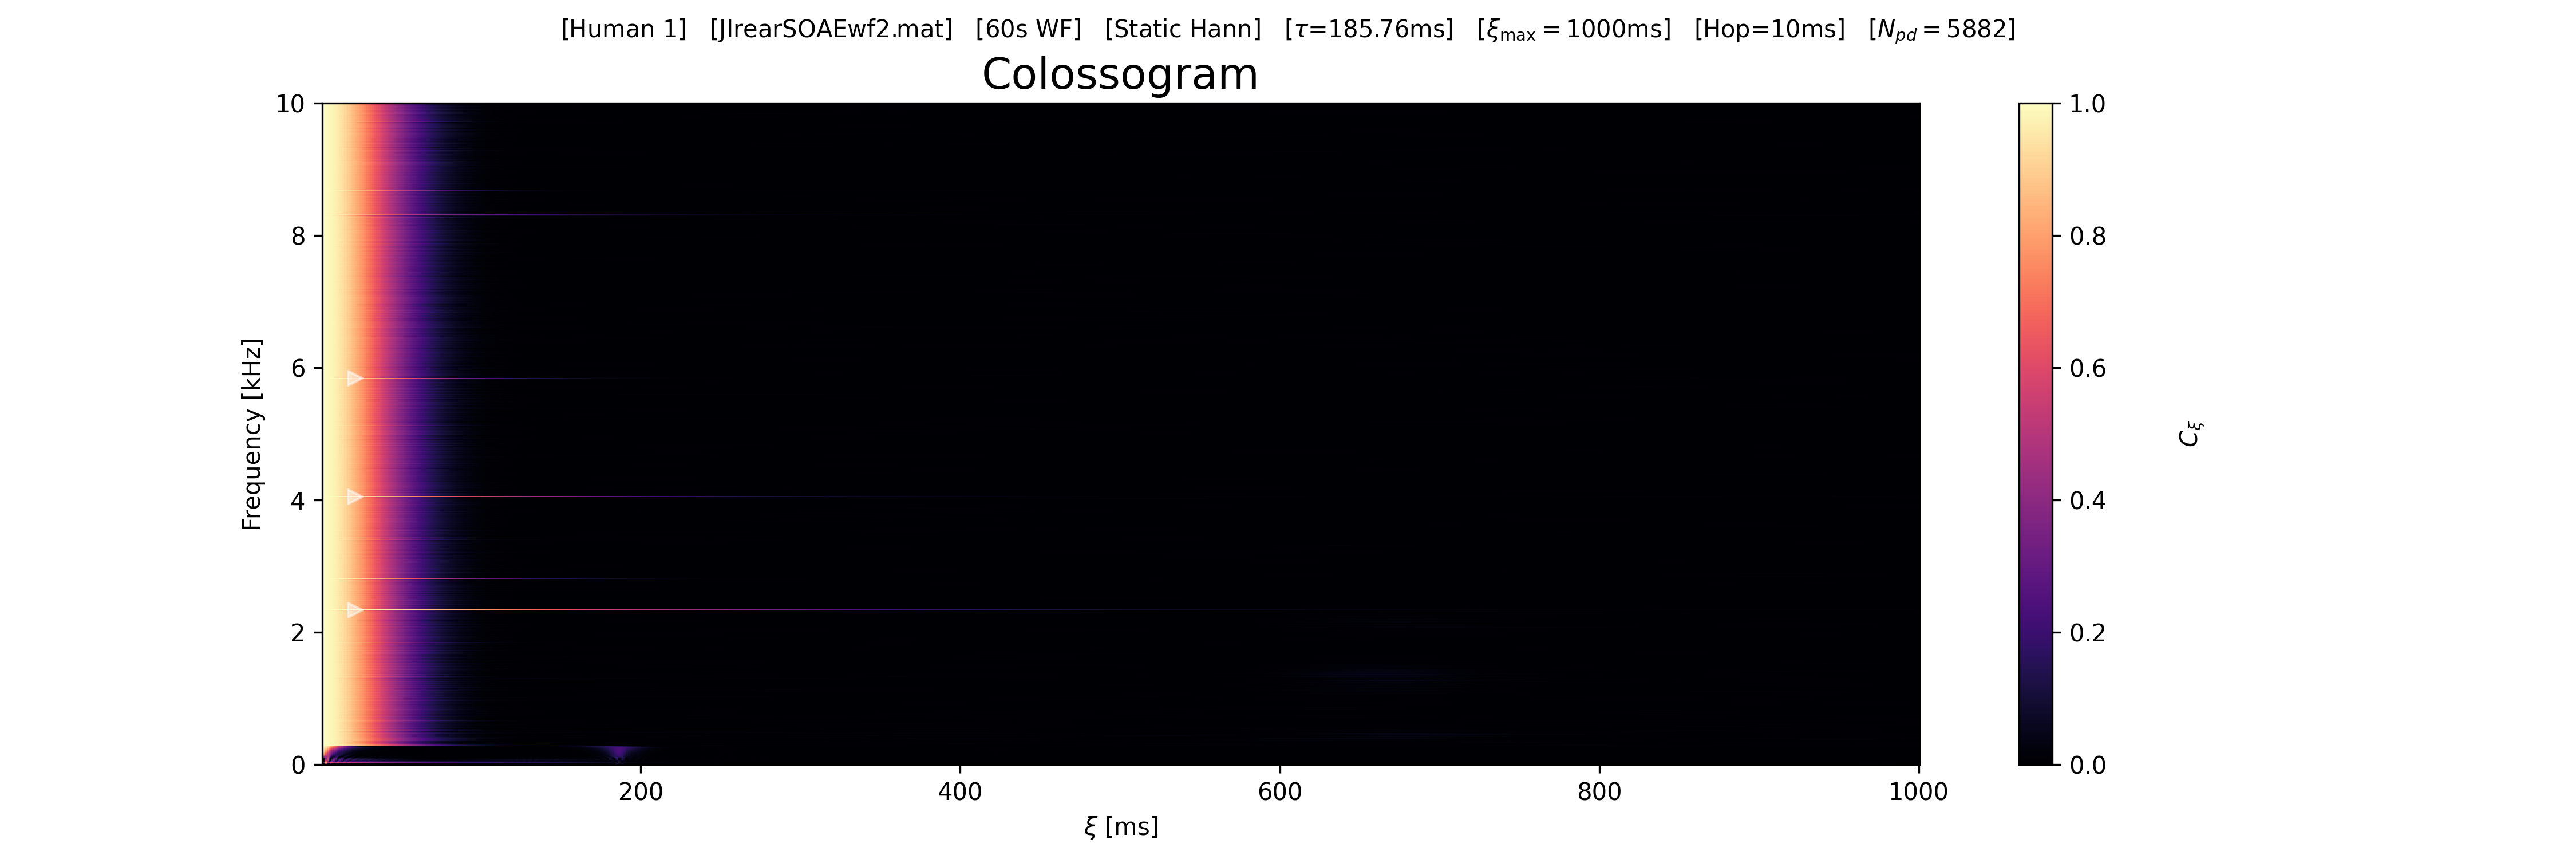 [Human 1] [JIrearSOAEwf2.mat] [60s WF] [Static Hann] [τ=185.76ms] [ξmax = 1000ms] [Hop=10ms] [Npd = 5882]
Colossogram
10
8
6
4
2
0
Frequency [kHz]
200 400 600 800 1000
ξ [ms]
1.0
0.8
0.6
0.4
0.2
0.0
Cξ